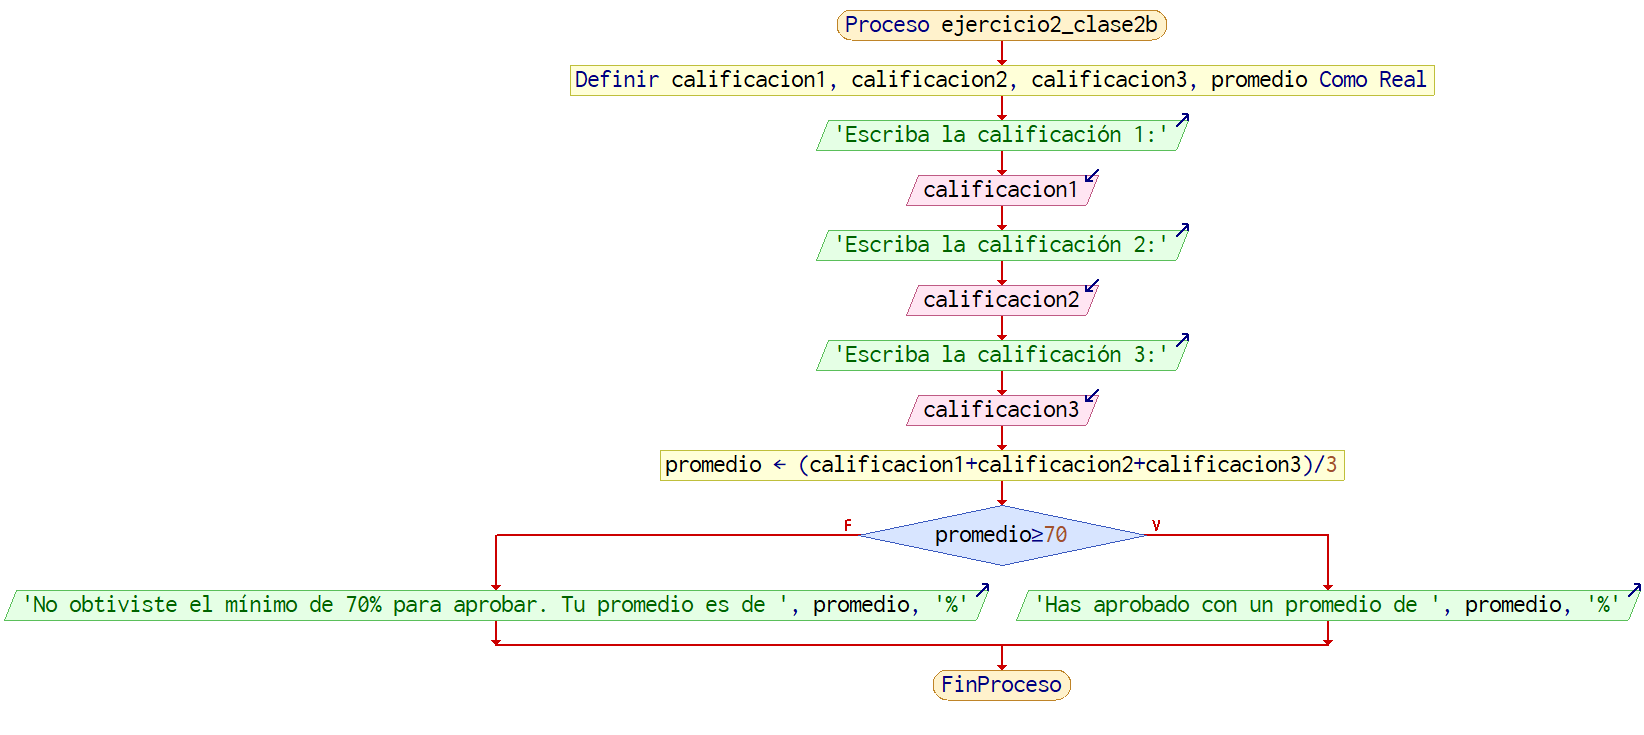 Proceso ejercicio2_clase2b
Definir calificacion1, calificacion2, calificacion3, promedio Como Real
'Escriba la calificación 1:'
calificacion1
'Escriba la calificación 2:'
calificacion2
'Escriba la calificación 3:'
calificacion3
promedio ← (calificacion1+calificacion2+calificacion3)/3
F
promedio≥70
V
'No obtiviste el mínimo de 70% para aprobar. Tu promedio es de ', promedio, '%'
'Has aprobado con un promedio de ', promedio, '%'
FinProceso